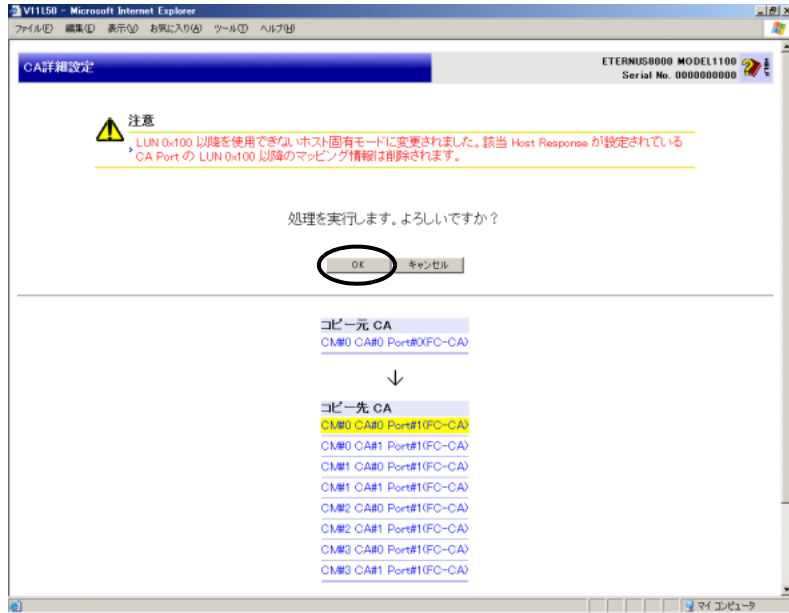 V11L50 - Microsoft Internet Explorer
ファイル(F) 編集(E) 表示(V) お気に入り(A) ツール(T) ヘルプ(H)
CA詳細設定
ETERNUS8000 MODEL1100
Serial No. 0000000000
注意
LUN 0x100 以降を使用できないホスト固有モードに変更されました。該当 Host Response が設定されている
CA Port の LUN 0x100 以降のマッピング情報は削除されます。
処理を実行します。よろしいですか?
OK キャンセル
コピー元 CA
CM#0 CA#0 Port#0(FC-CA)
↓
コピー先 CA
CM#0 CA#0 Port#1(FC-CA)
CM#0 CA#1 Port#1(FC-CA)
CM#1 CA#0 Port#1(FC-CA)
CM#1 CA#1 Port#1(FC-CA)
CM#2 CA#0 Port#1(FC-CA)
CM#2 CA#1 Port#1(FC-CA)
CM#3 CA#0 Port#1(FC-CA)
CM#3 CA#1 Port#1(FC-CA)
マイ コンピュータ